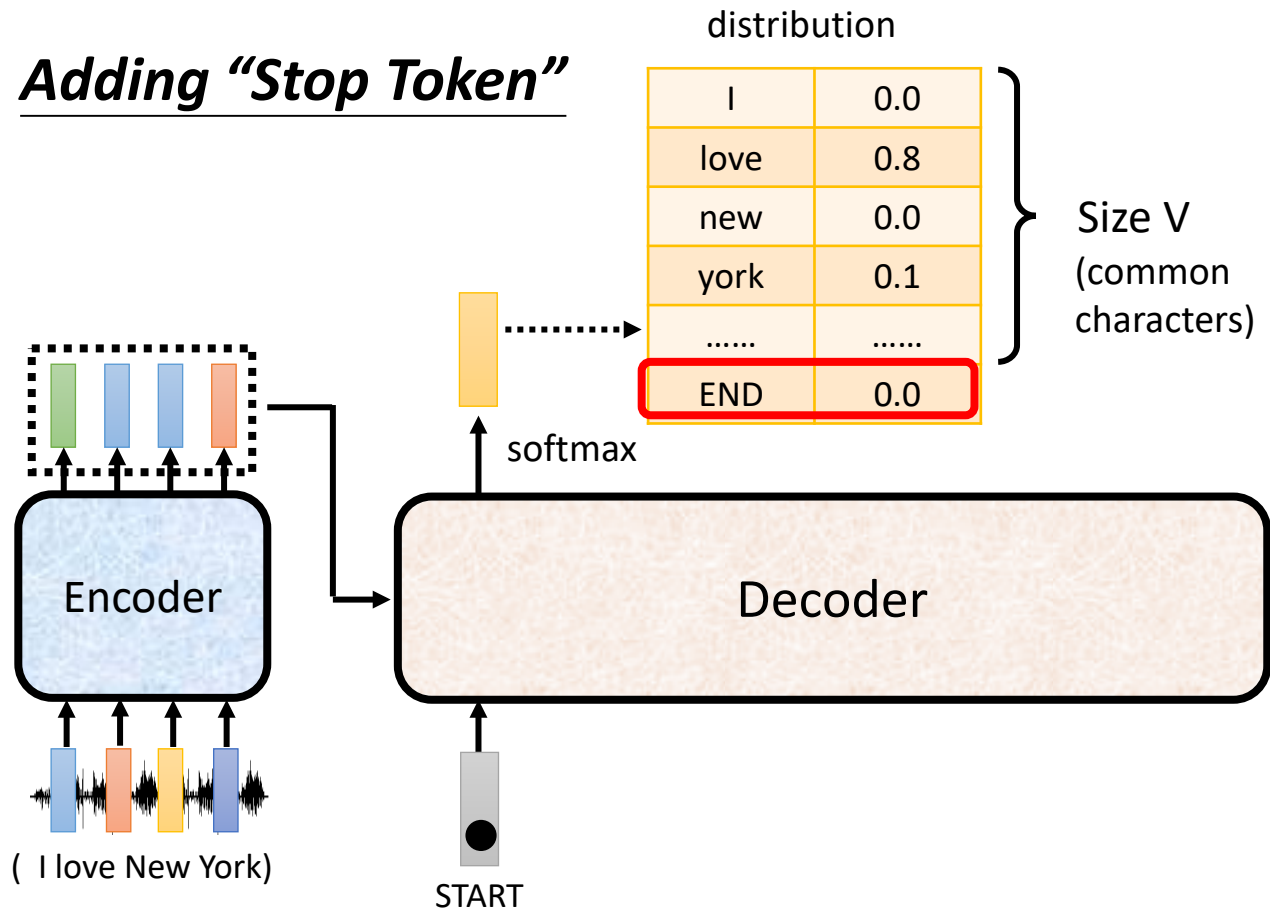 Adding “Stop Token”
distribution
I 0.0
love 0.8
new 0.0
york 0.1
...... ......
END 0.0
Size V
(common
characters)
softmax
Encoder
Decoder
( I love New York)
START